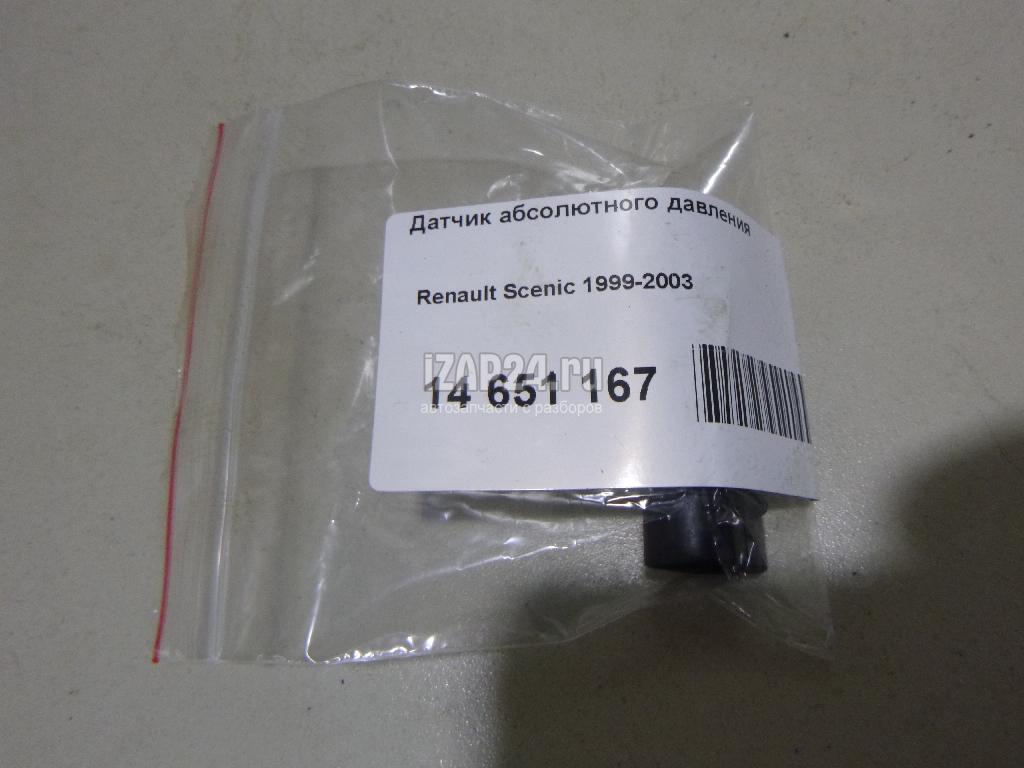 Датчик абсолютного давления
Renault Scenic 1999-2003
iZAP24.ru
14 651 167
автозапчасти с разборов